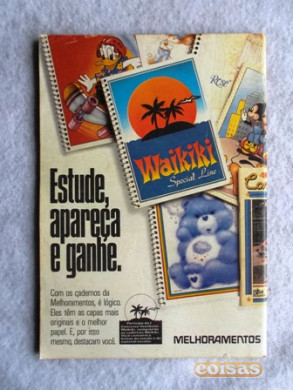 Waikiki
Special Line
Estude,
apareça
e ganhe.
Com os cadernos da
Melhoramentos, é lógico.
Eles têm as capas mais
originais e o melhor
papel. E, por isso
mesmo, destacam você.
MELHORAMENTOS
coisas